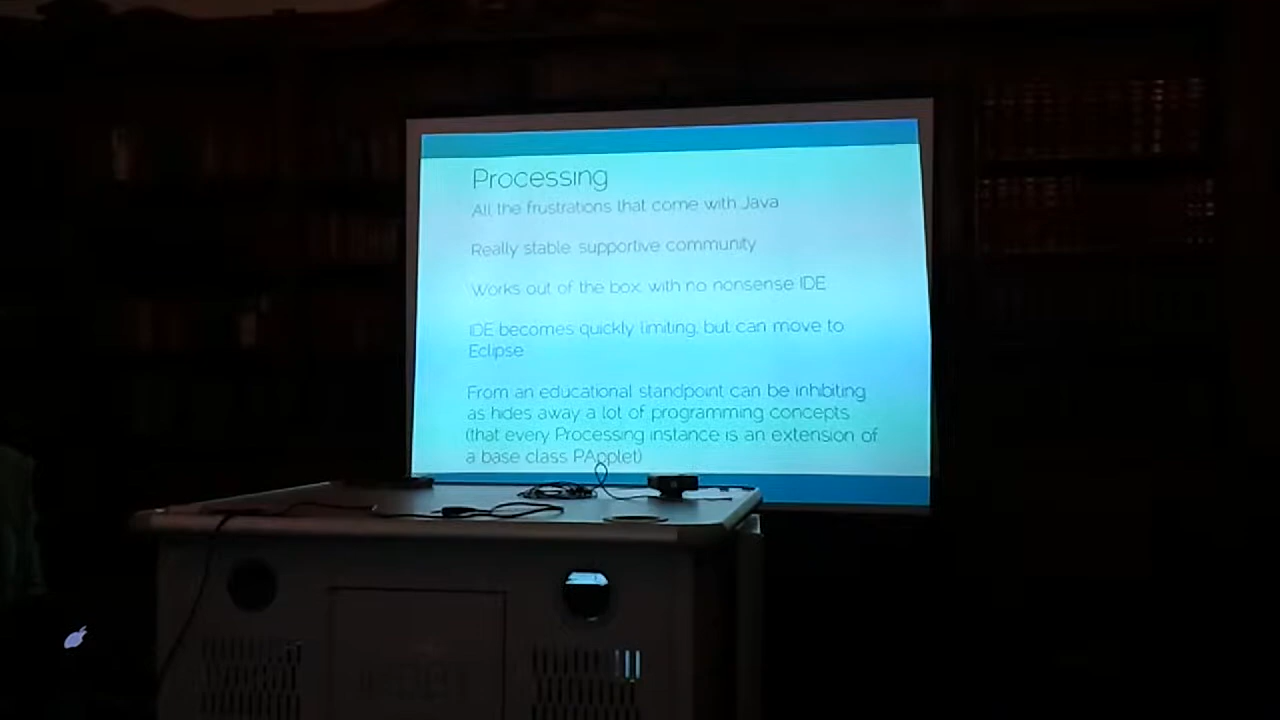 Processing
All the frustrations that come with Java
Really stable, supportive community
Works out of the box, with no nonsense IDE
IDE becomes quickly limiting, but can move to
Eclipse
From an educational standpoint can be inhibiting
as hides away a lot of programming concepts
(that every Processing instance is an extension of
a base class PApplet)